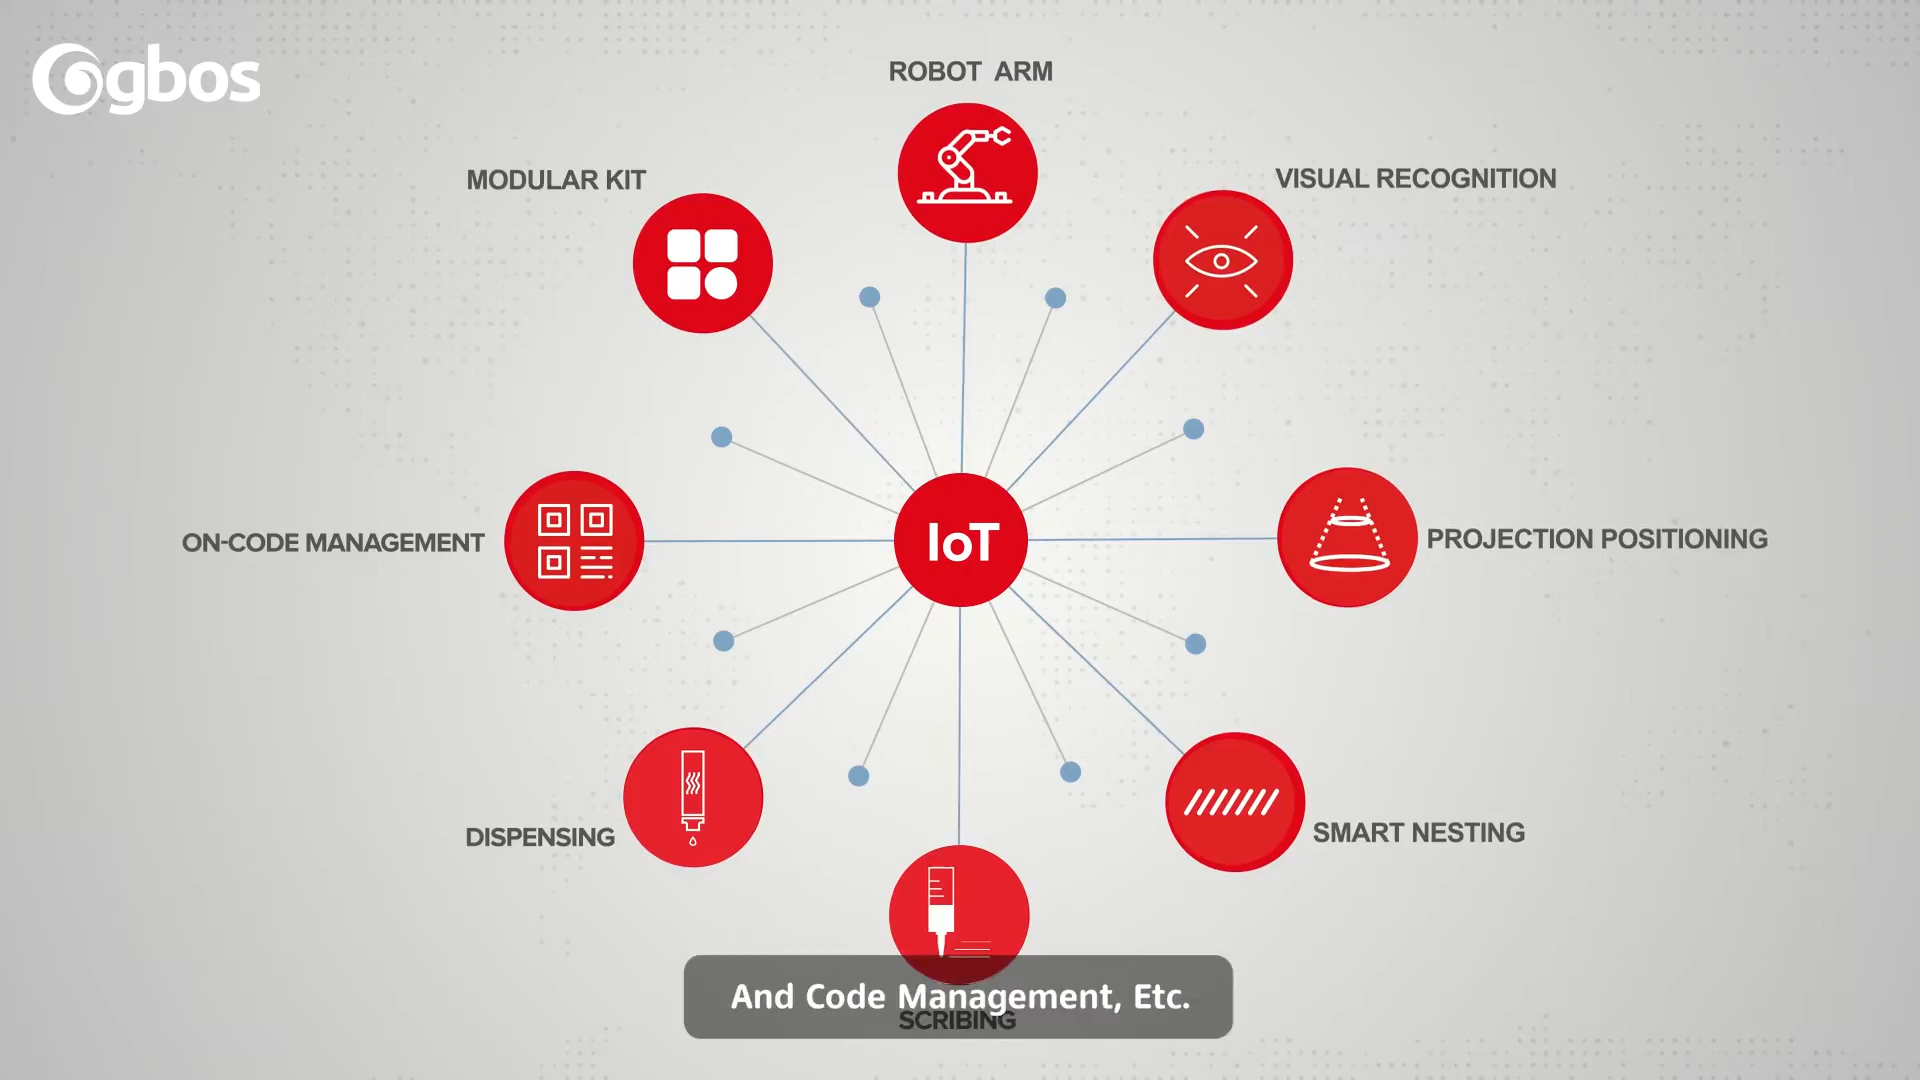 ogbos
ROBOT ARM
MODULAR KIT
VISUAL RECOGNITION
IoT
ON-CODE MANAGEMENT
PROJECTION POSITIONING
DISPENSING
SMART NESTING
And Code Management, Etc.
SCRIBING